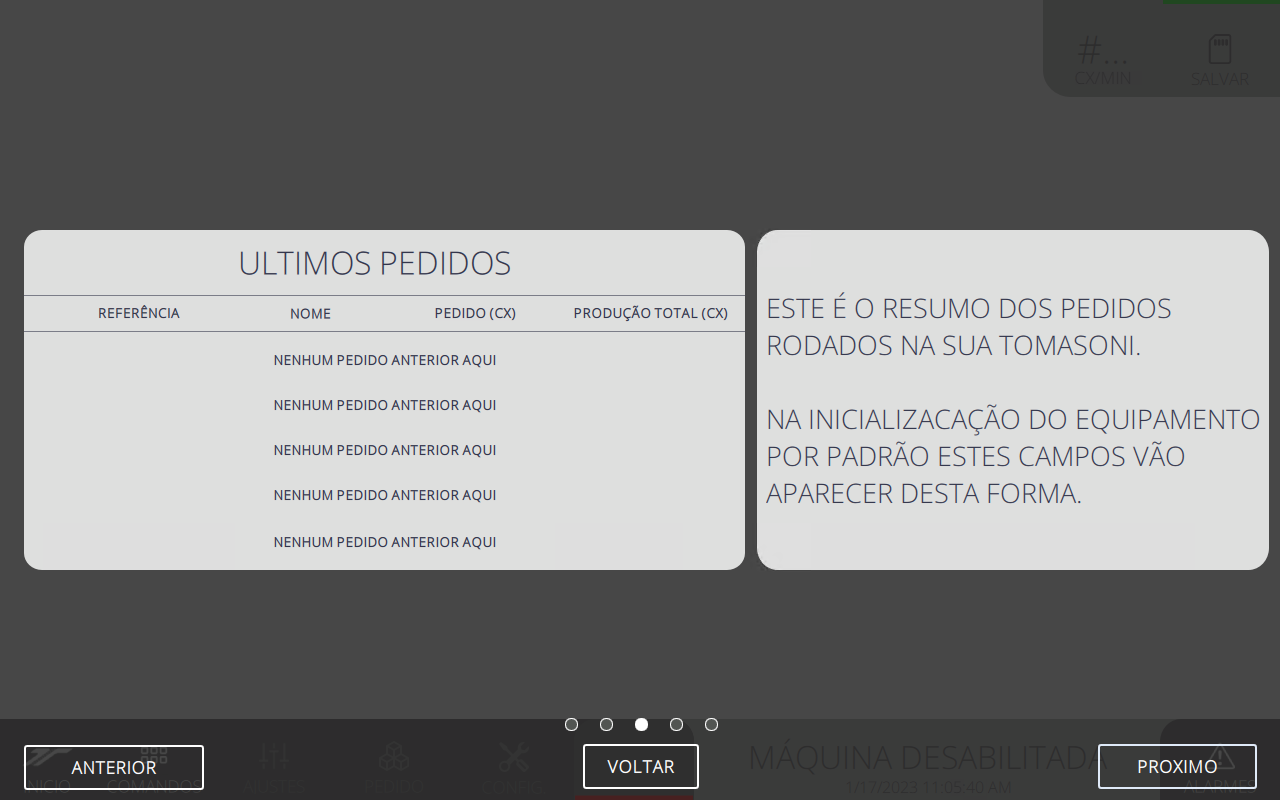 #...
CX/MIN
SALVAR
ULTIMOS PEDIDOS
REFERÊNCIA NOME PEDIDO (CX) PRODUÇÃO TOTAL (CX)
NENHUM PEDIDO ANTERIOR AQUI
NENHUM PEDIDO ANTERIOR AQUI
NENHUM PEDIDO ANTERIOR AQUI
NENHUM PEDIDO ANTERIOR AQUI
NENHUM PEDIDO ANTERIOR AQUI
ESTE É O RESUMO DOS PEDIDOS
RODADOS NA SUA TOMASONI.
NA INICIALIZACAÇÃO DO EQUIPAMENTO
POR PADRÃO ESTES CAMPOS VÃO
APARECER DESTA FORMA.
ANTERIOR
VOLTAR
PROXIMO
INICIO
COMANDOS
AJUSTES
PEDIDO
CONFIG
MÁQUINA DESABILITADA
1/17/2023 11:05:40 AM
ALARMES